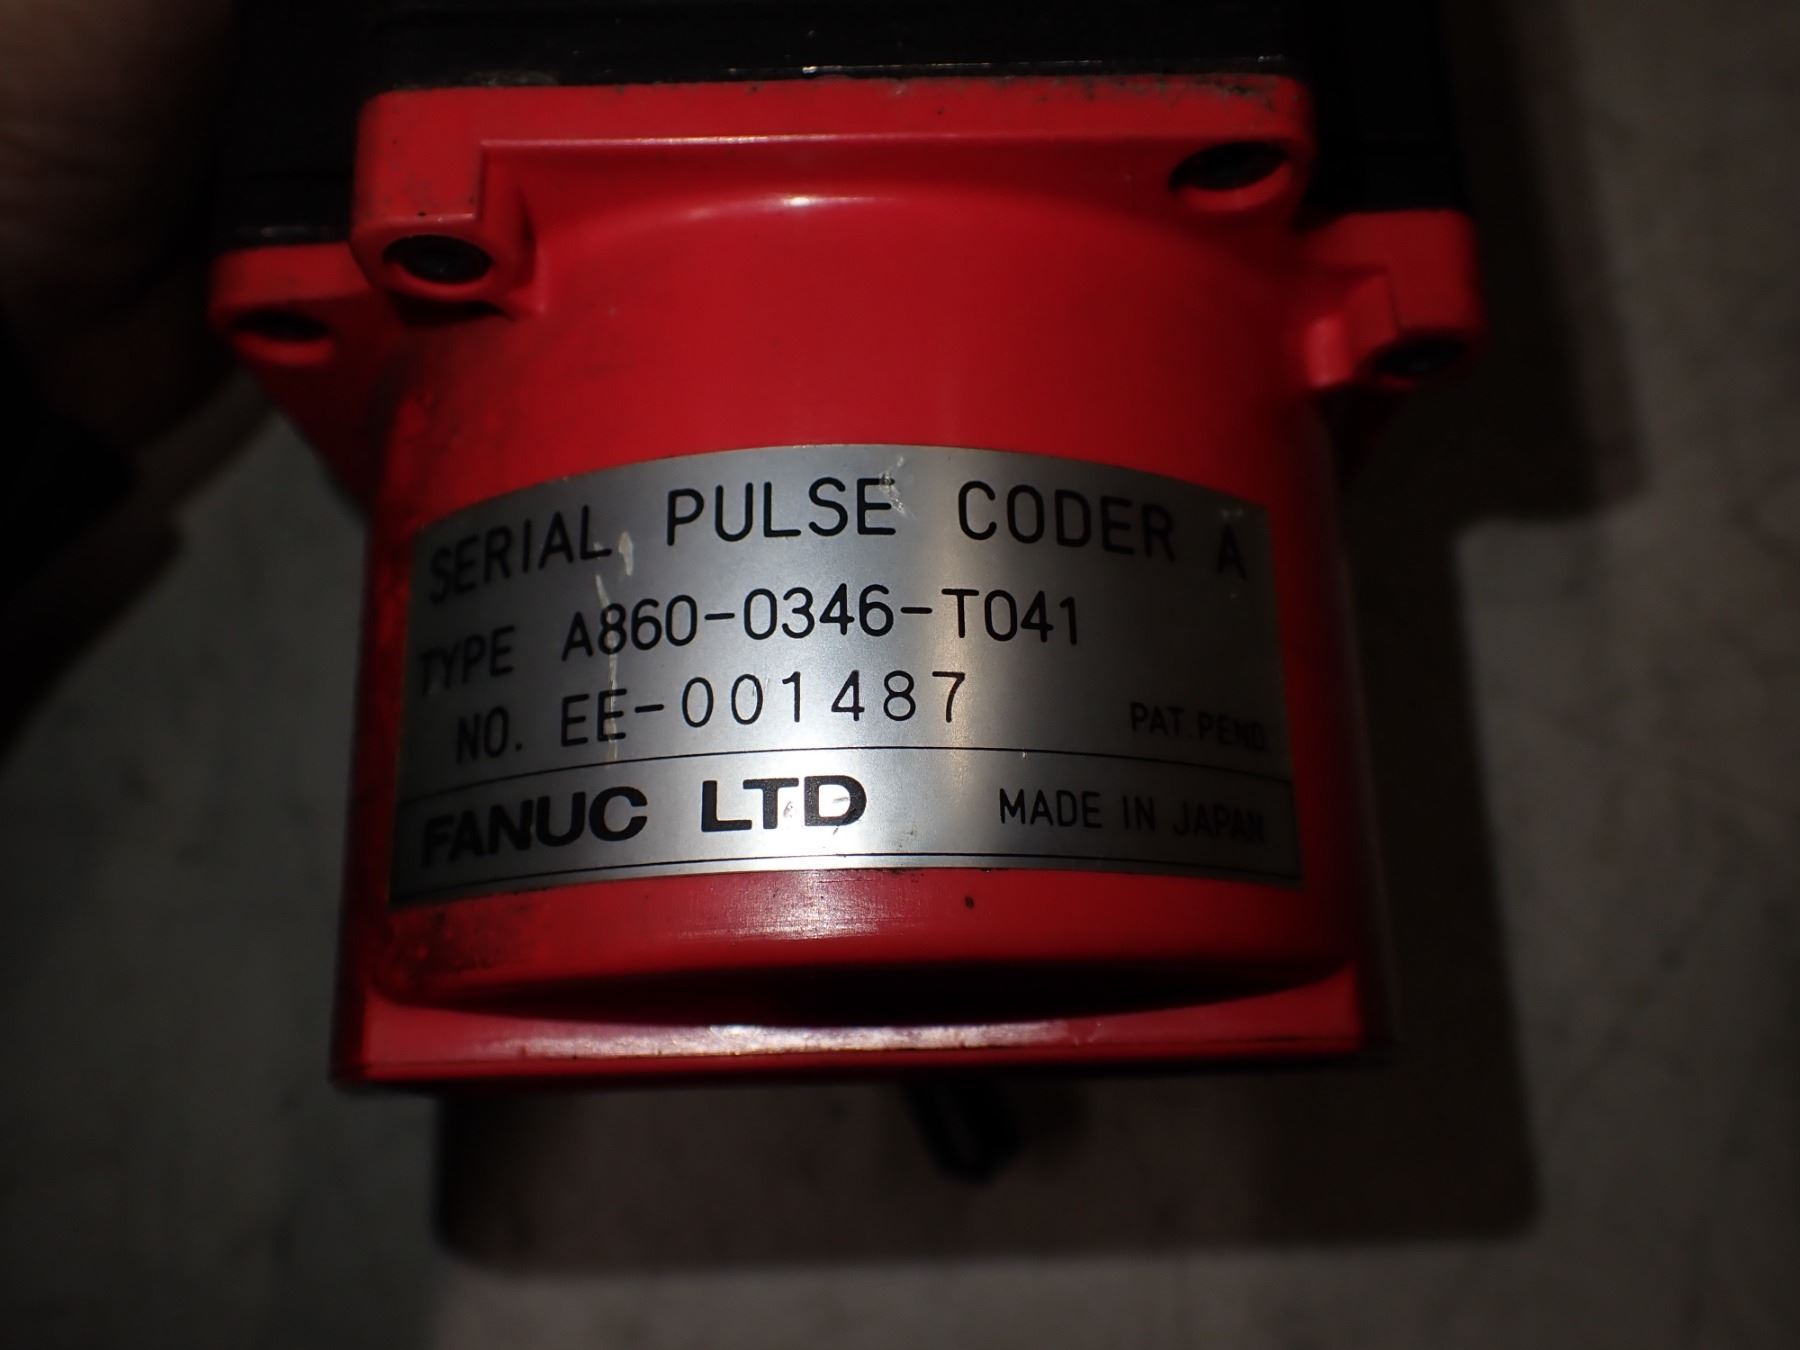 SERIAL PULSE CODER A
TYPE A860-0346-T041
NO. EE-001487 PAT.PEND.
FANUC LTD MADE IN JAPAN